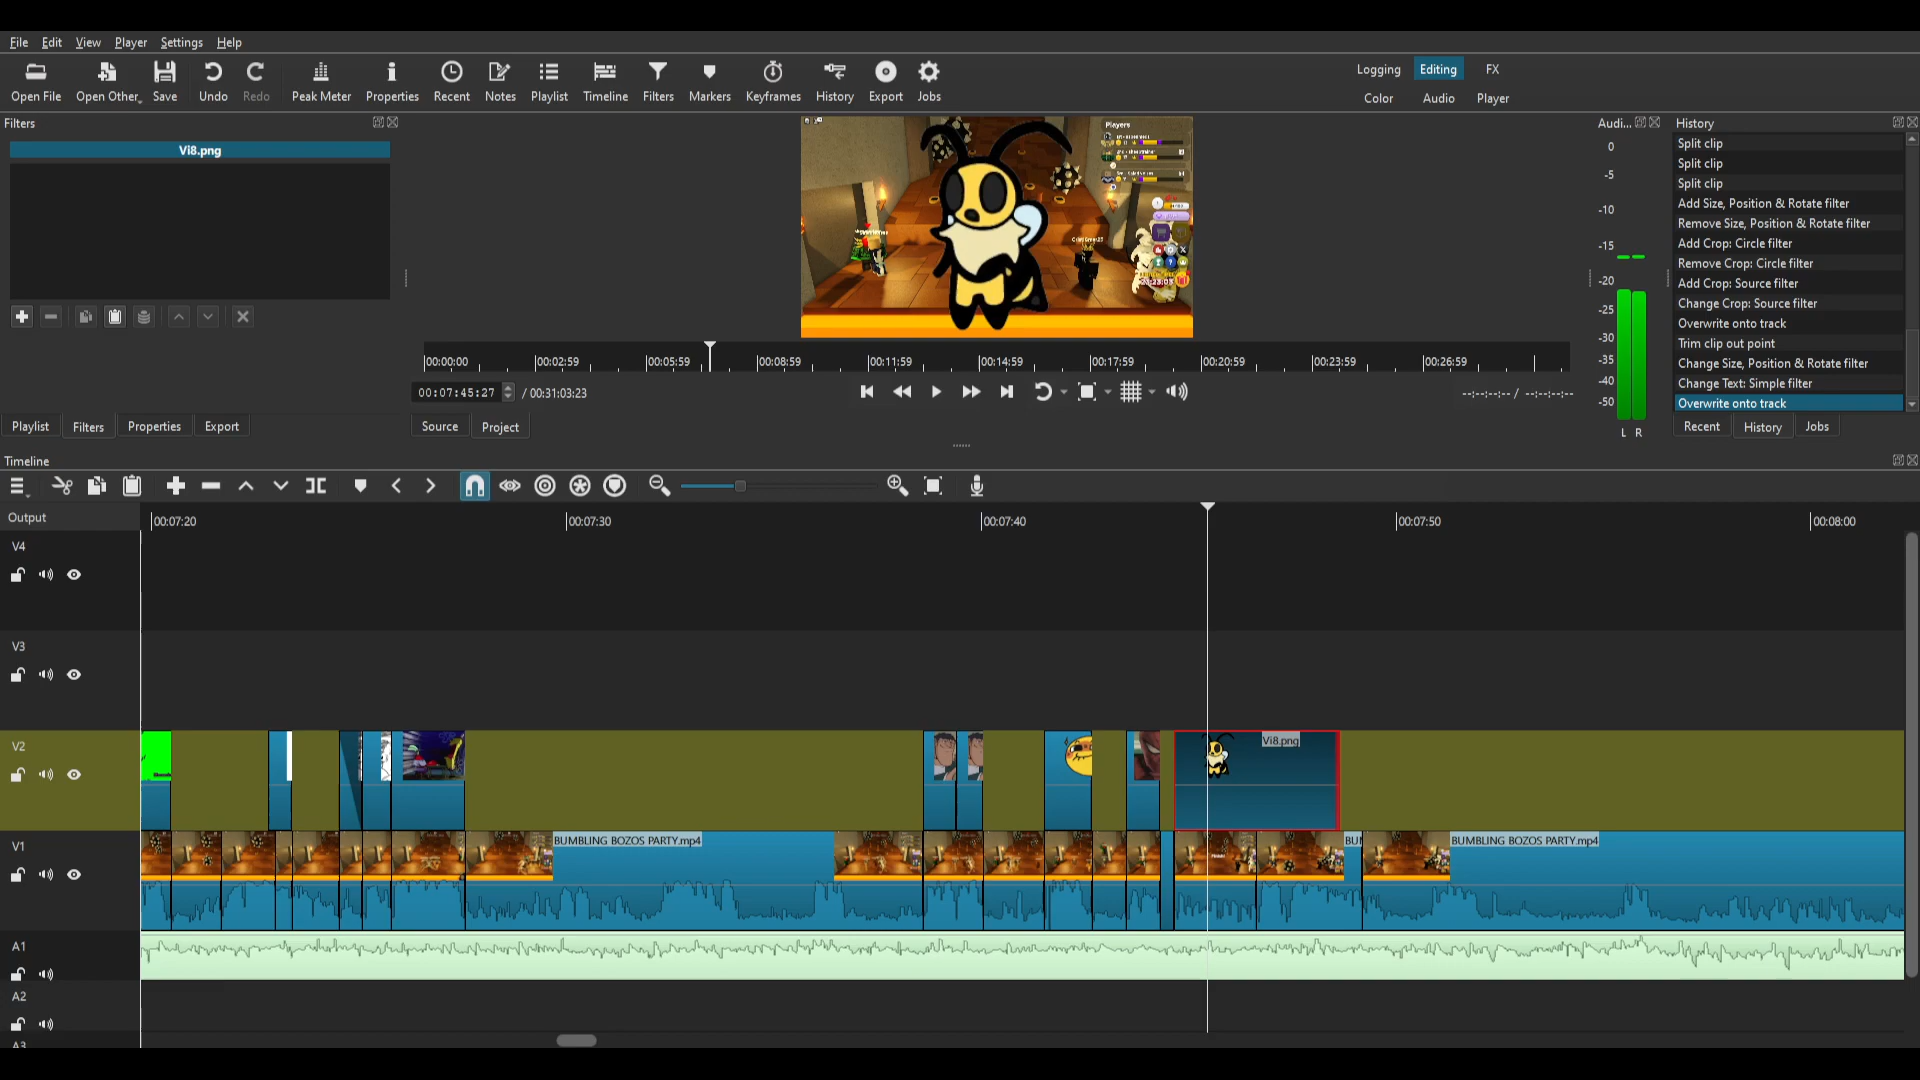 File Edit View Player Settings Help
Open File Open Other Save Undo Redo Peak Meter Properties Recent Notes Playlist Timeline Filters Markers Keyframes History Export Jobs
Logging Editing FX
Color Audio Player
Filters
Vi8.png
Players
00:00:00 00:02:59 00:05:59 00:08:59 00:11:59 00:14:59 00:17:59 00:20:59 00:23:59 00:26:59
00:07:45:27 / 00:31:03:23
--:--:--:-- / --:--:--:--
Playlist Filters Properties Export
Source Project
Audi...
0
-5
-10
-15
-20
-25
-30
-35
-40
-50
L R
History
Split clip
Split clip
Split clip
Add Size, Position & Rotate filter
Remove Size, Position & Rotate filter
Add Crop: Circle filter
Remove Crop: Circle filter
Add Crop: Source filter
Change Crop: Source filter
Overwrite onto track
Trim clip out point
Change Size, Position & Rotate filter
Change Text: Simple filter
Overwrite onto track
Recent History Jobs
Timeline
Output
00:07:20 00:07:30 00:07:40 00:07:50 00:08:00
V4
V3
V2
Vi8.png
V1
BUMBLING BOZOS PARTY.mp4 BUI BUMBLING BOZOS PARTY.mp4
A1
A2
A3